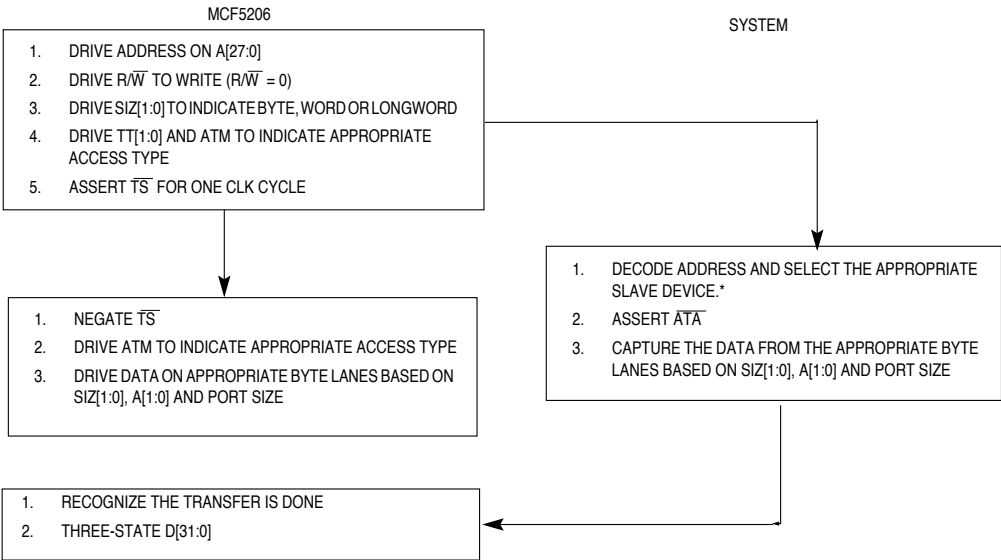 MCF5206
SYSTEM
1. DRIVE ADDRESS ON A[27:0]
2. DRIVE R/W̅ TO WRITE (R/W̅ = 0)
3. DRIVE SIZ[1:0] TO INDICATE BYTE, WORD OR LONGWORD
4. DRIVE TT[1:0] AND ATM TO INDICATE APPROPRIATE
ACCESS TYPE
5. ASSERT T̅S̅ FOR ONE CLK CYCLE
1. NEGATE T̅S̅
2. DRIVE ATM TO INDICATE APPROPRIATE ACCESS TYPE
3. DRIVE DATA ON APPROPRIATE BYTE LANES BASED ON
SIZ[1:0], A[1:0] AND PORT SIZE
1. DECODE ADDRESS AND SELECT THE APPROPRIATE
SLAVE DEVICE.*
2. ASSERT A̅T̅A̅
3. CAPTURE THE DATA FROM THE APPROPRIATE BYTE
LANES BASED ON SIZ[1:0], A[1:0] AND PORT SIZE
1. RECOGNIZE THE TRANSFER IS DONE
2. THREE-STATE D[31:0]